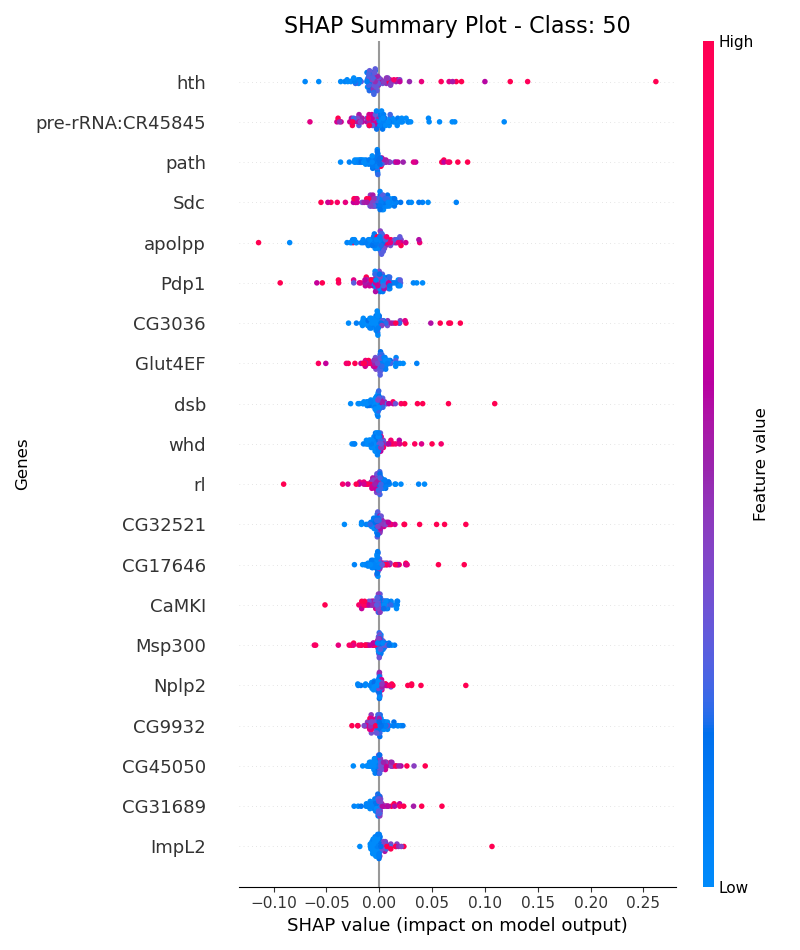 SHAP Summary Plot - Class: 50
High
hth
pre-rRNA:CR45845
path
Sdc
apolpp
Pdp1
CG3036
Glut4EF
dsb
whd
rl
CG32521
CG17646
CaMKI
Msp300
Nplp2
CG9932
CG45050
CG31689
ImpL2
Genes
Feature value
Low
−0.10 −0.05 0.00 0.05 0.10 0.15 0.20 0.25
SHAP value (impact on model output)